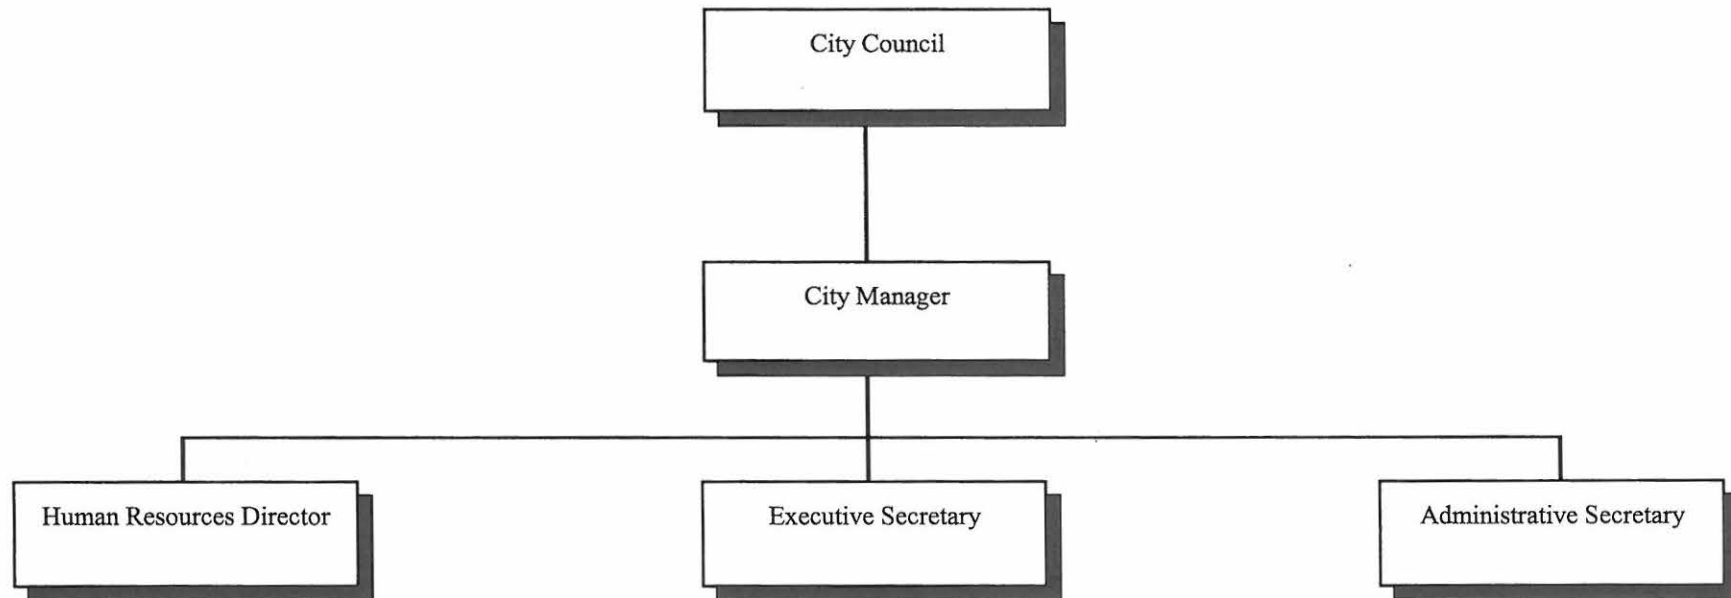 City Council
City Manager
Human Resources Director
Executive Secretary
Administrative Secretary